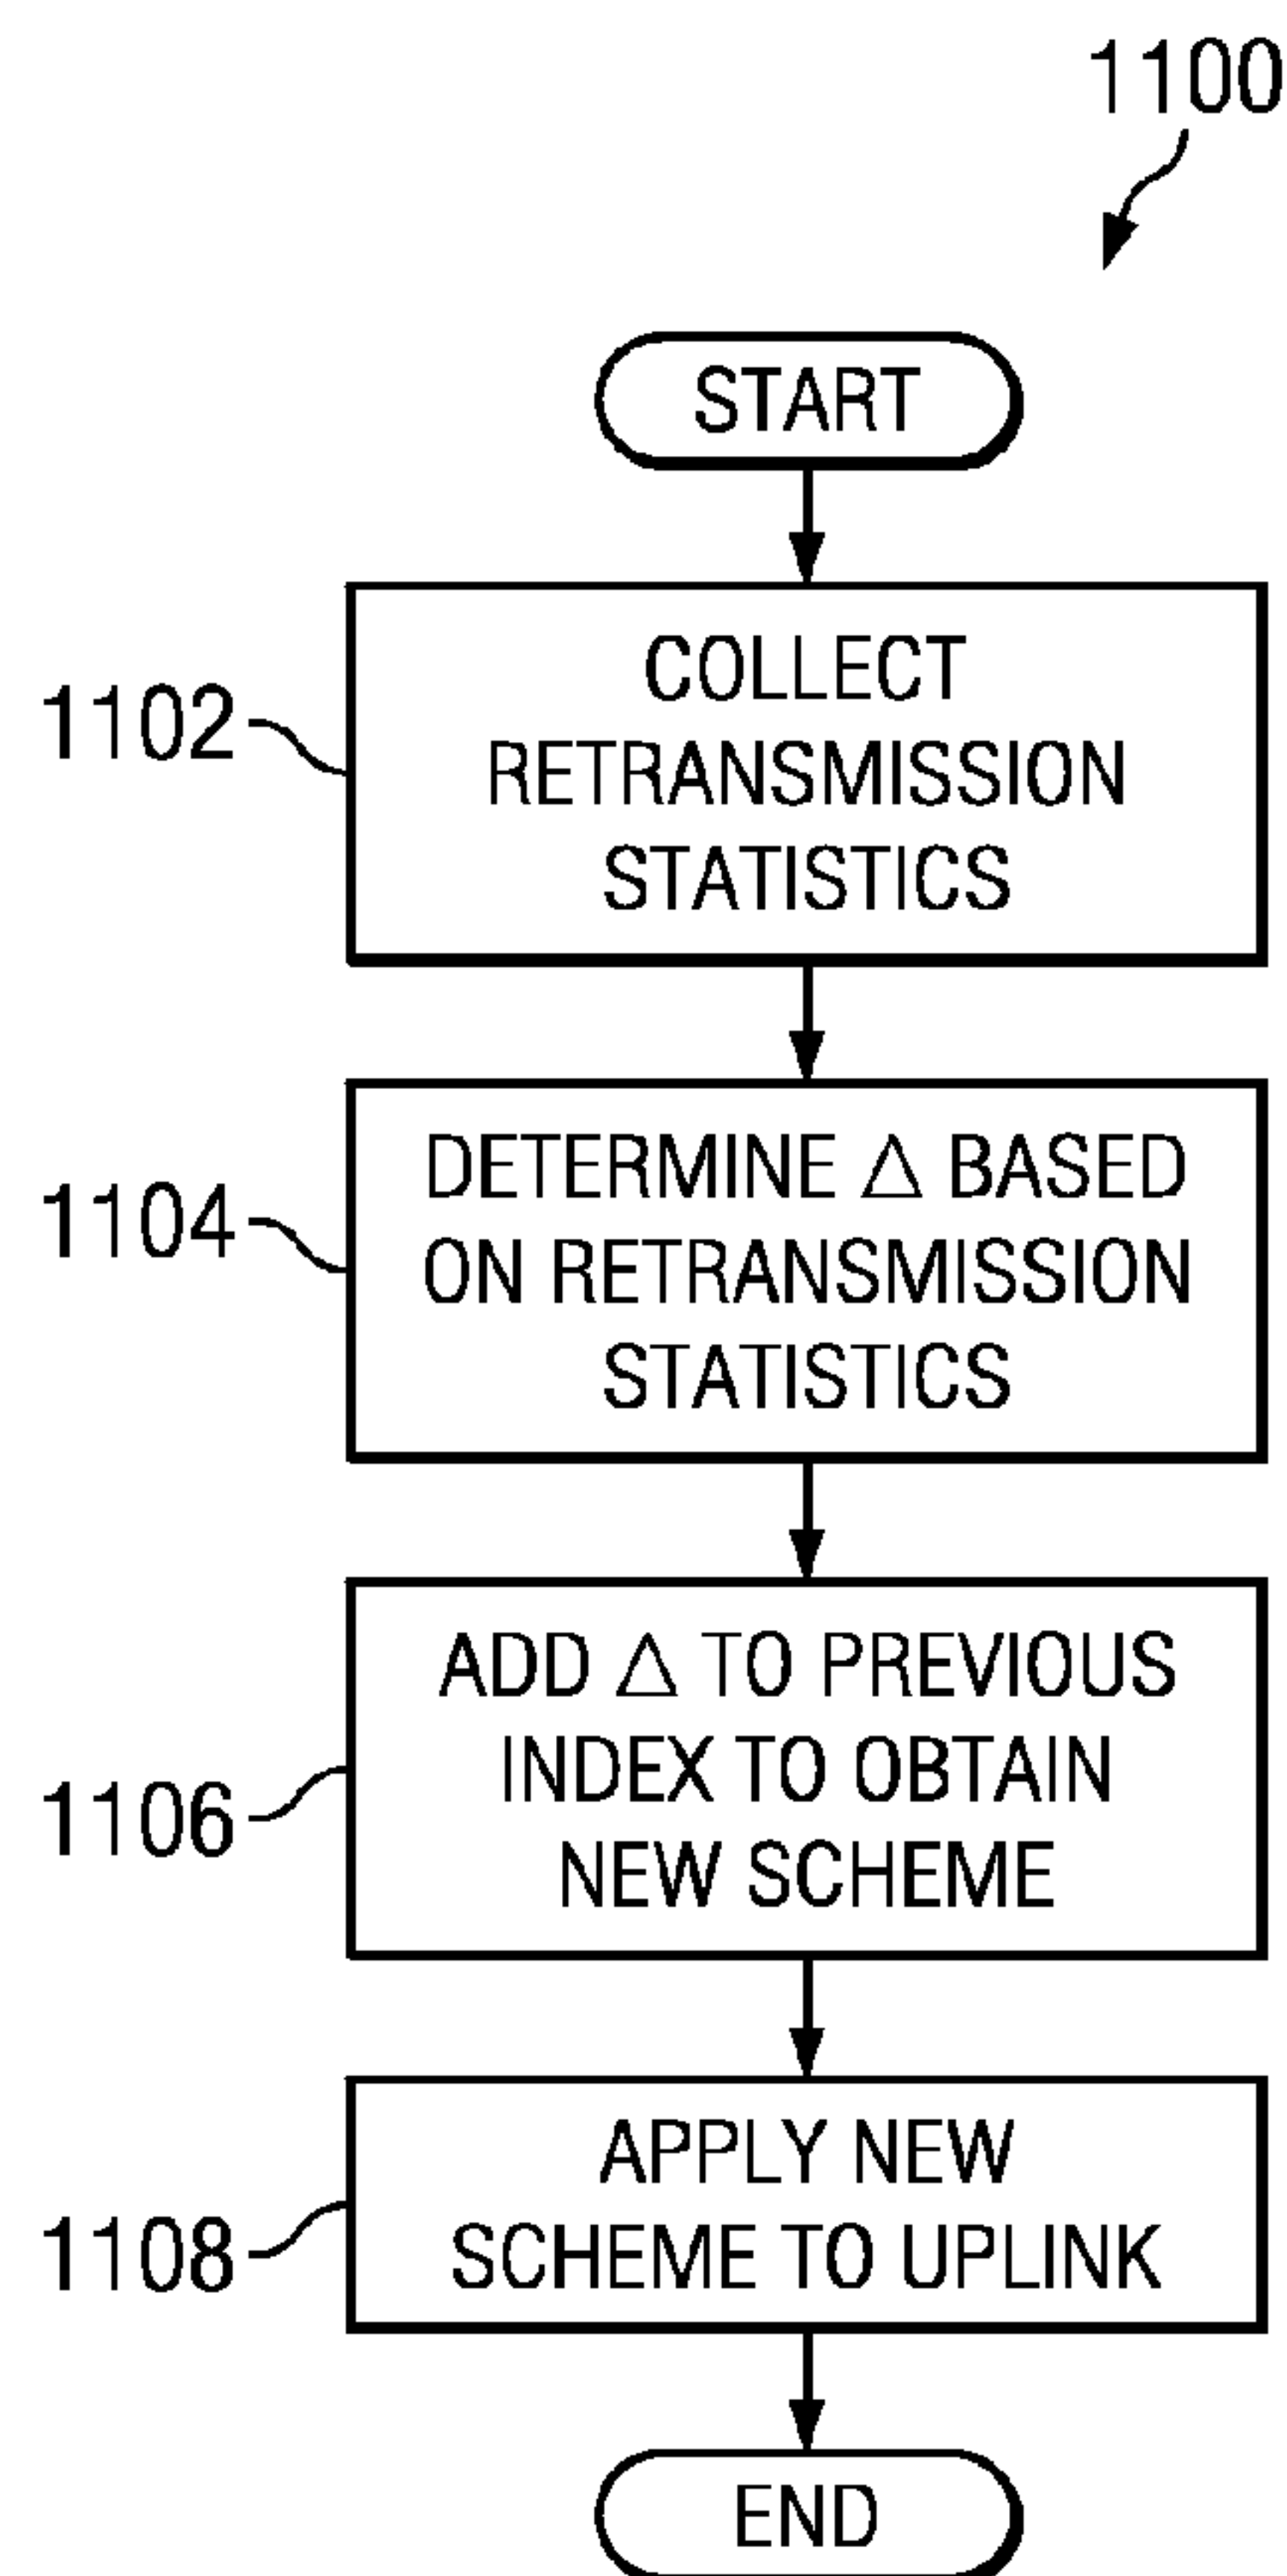 1100
START
1102
COLLECT
RETRANSMISSION
STATISTICS
1104
DETERMINE △ BASED
ON RETRANSMISSION
STATISTICS
1106
ADD △ TO PREVIOUS
INDEX TO OBTAIN
NEW SCHEME
1108
APPLY NEW
SCHEME TO UPLINK
END